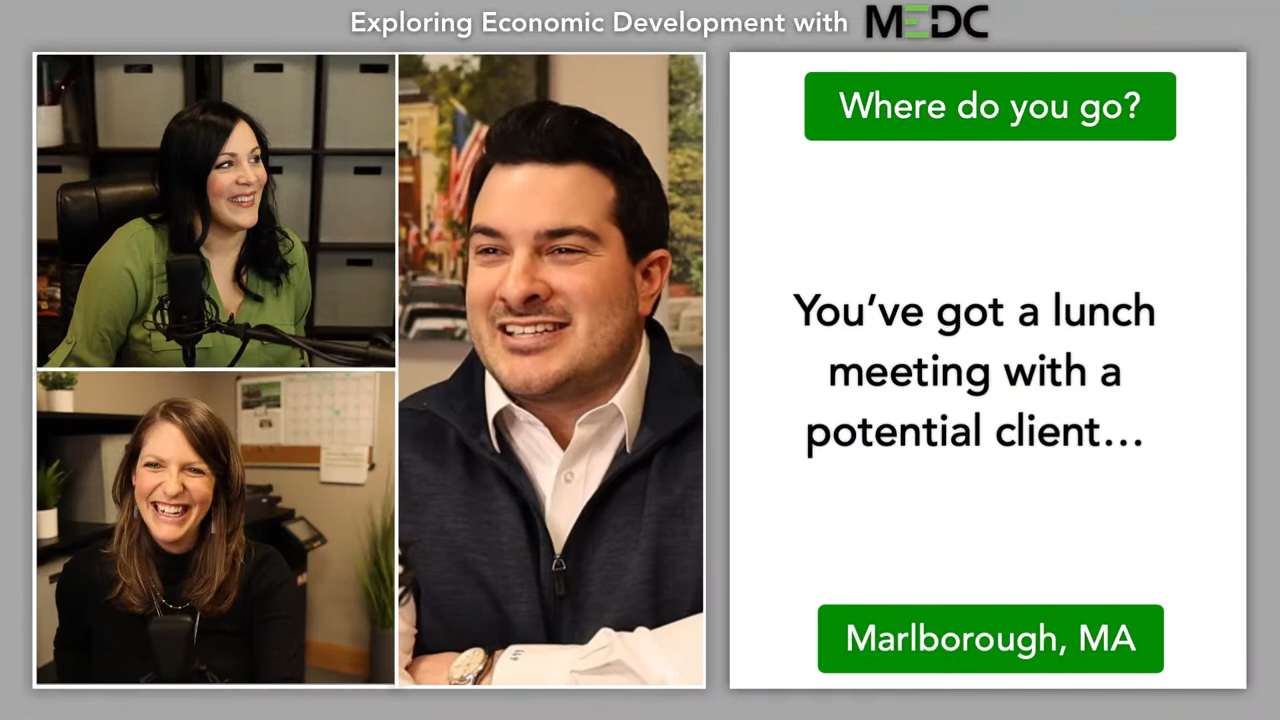 Exploring Economic Development with MEDC
Where do you go?
You've got a lunch
meeting with a
potential client...
Marlborough, MA